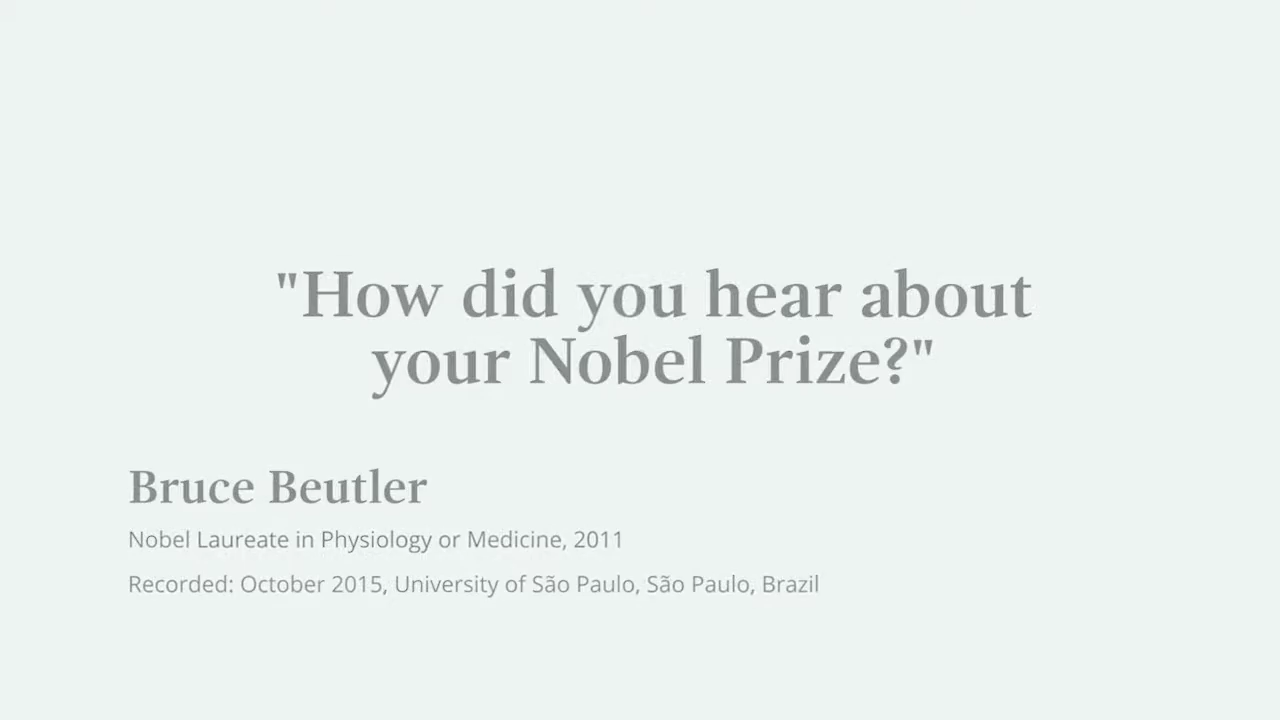 "How did you hear about
your Nobel Prize?"
Bruce Beutler
Nobel Laureate in Physiology or Medicine, 2011
Recorded: October 2015, University of São Paulo, São Paulo, Brazil